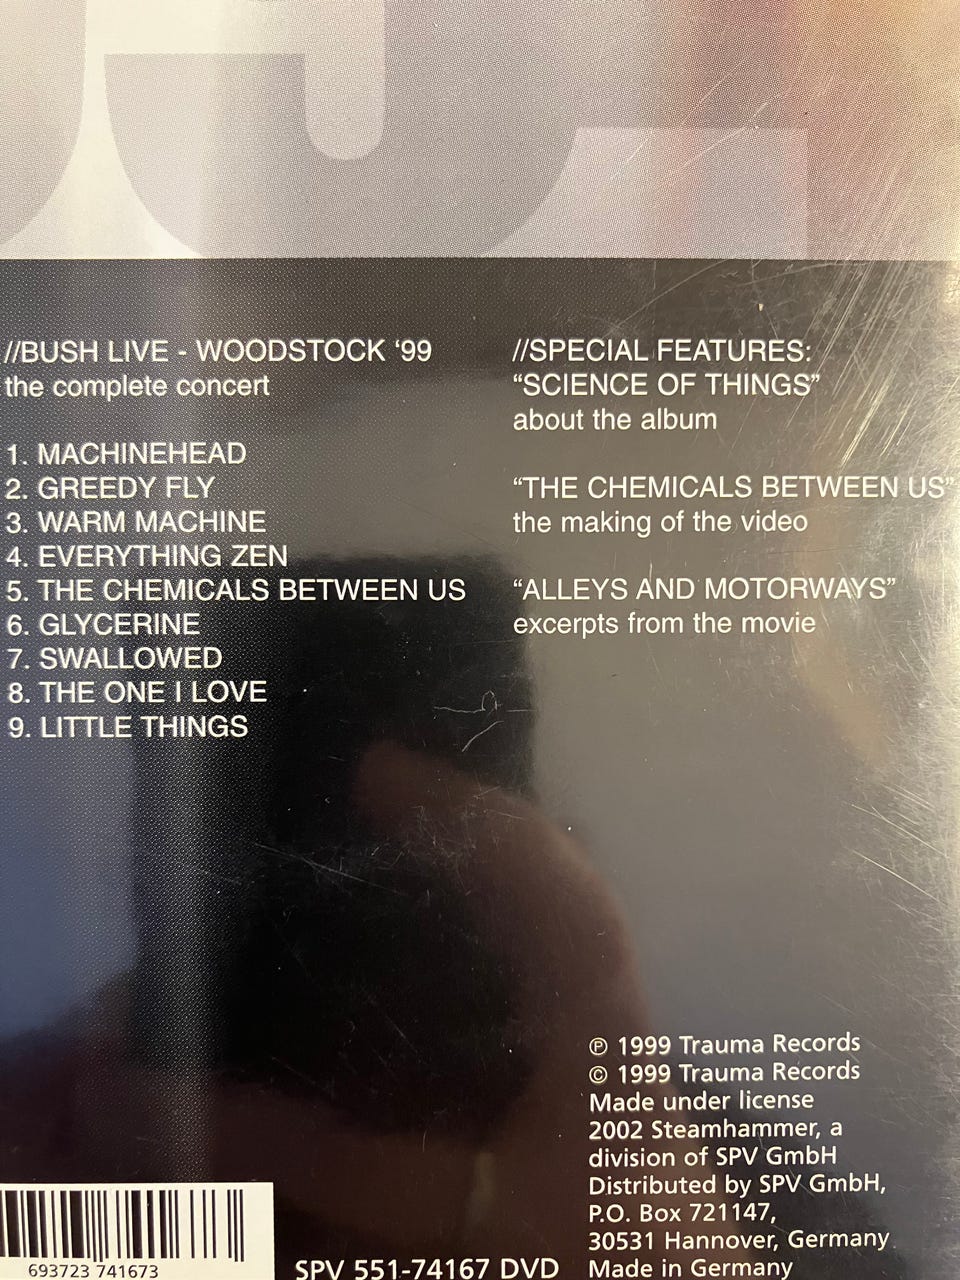 //BUSH LIVE - WOODSTOCK ‘99
the complete concert
1. MACHINEHEAD
2. GREEDY FLY
3. WARM MACHINE
4. EVERYTHING ZEN
5. THE CHEMICALS BETWEEN US
6. GLYCERINE
7. SWALLOWED
8. THE ONE I LOVE
9. LITTLE THINGS
//SPECIAL FEATURES:
“SCIENCE OF THINGS”
about the album
“THE CHEMICALS BETWEEN US”
the making of the video
“ALLEYS AND MOTORWAYS”
excerpts from the movie
℗ 1999 Trauma Records
© 1999 Trauma Records
Made under license
2002 Steamhammer, a
division of SPV GmbH
Distributed by SPV GmbH,
P.O. Box 721147,
30531 Hannover, Germany
Made in Germany
693723 741673
SPV 551-74167 DVD